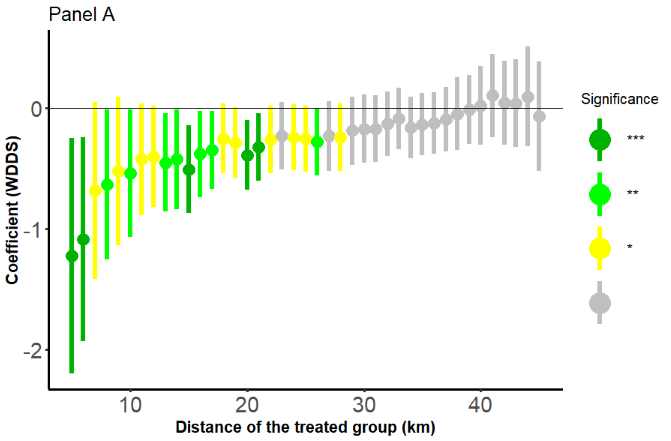 Panel A
Coefficient (WDDS)
0
-1
-2
10
20
30
40
Distance of the treated group (km)
Significance
***
**
*